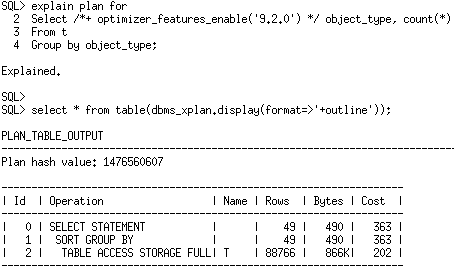 SQL> explain plan for
  2  Select /*+ optimizer_features_enable('9.2.0') */ object_type, count(*)
  3  From t
  4  Group by object_type;
Explained.
SQL>
SQL> select * from table(dbms_xplan.display(format=>'+outline'));
PLAN_TABLE_OUTPUT
--------------------------------------------------------------------------------
Plan hash value: 1476560607
-----------------------------------------------------------------------
| Id  | Operation                  | Name | Rows  | Bytes | Cost  |
-----------------------------------------------------------------------
|   0 | SELECT STATEMENT           |      |    49 |   490 |   363 |
|   1 |  SORT GROUP BY             |      |    49 |   490 |   363 |
|   2 |   TABLE ACCESS STORAGE FULL| T    | 88766 |   866K|   202 |
-----------------------------------------------------------------------